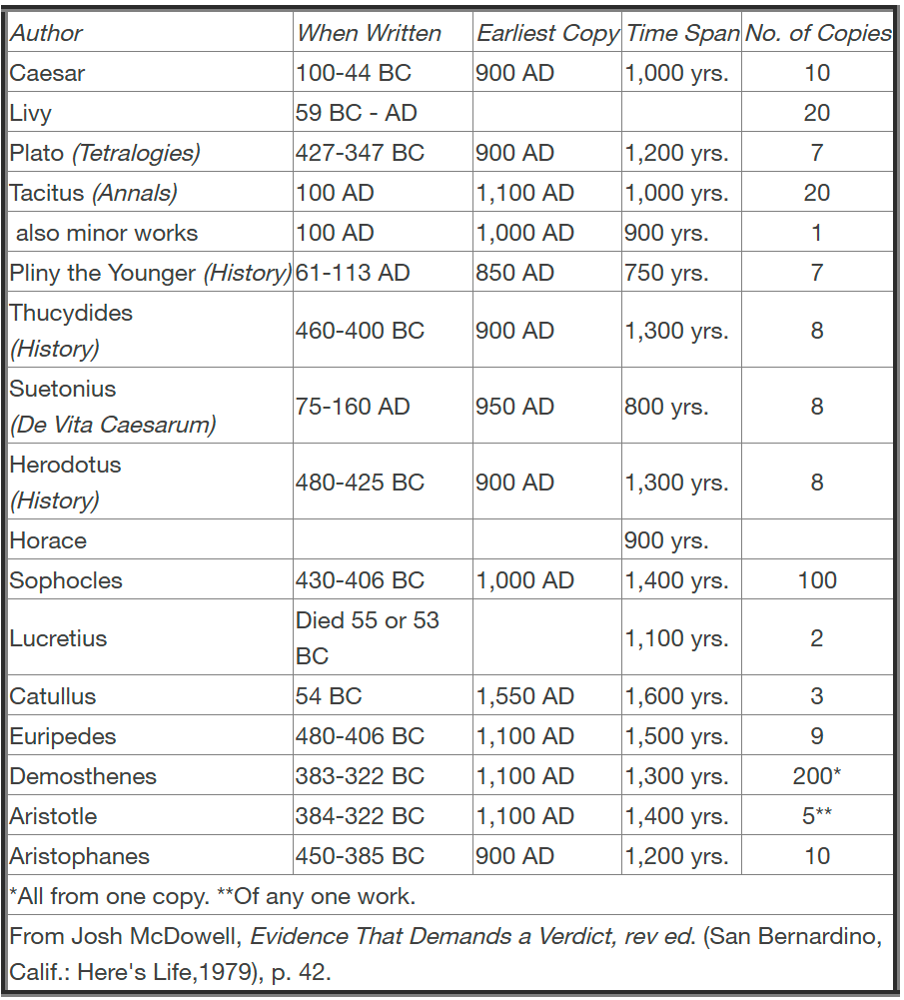 Author When Written Earliest Copy Time Span No. of Copies
Caesar 100-44 BC 900 AD 1,000 yrs. 10
Livy 59 BC - AD 20
Plato (Tetralogies) 427-347 BC 900 AD 1,200 yrs. 7
Tacitus (Annals) 100 AD 1,100 AD 1,000 yrs. 20
also minor works 100 AD 1,000 AD 900 yrs. 1
Pliny the Younger (History) 61-113 AD 850 AD 750 yrs. 7
Thucydides
(History) 460-400 BC 900 AD 1,300 yrs. 8
Suetonius
(De Vita Caesarum) 75-160 AD 950 AD 800 yrs. 8
Herodotus
(History) 480-425 BC 900 AD 1,300 yrs. 8
Horace 900 yrs.
Sophocles 430-406 BC 1,000 AD 1,400 yrs. 100
Lucretius Died 55 or 53
BC 1,100 yrs. 2
Catullus 54 BC 1,550 AD 1,600 yrs. 3
Euripedes 480-406 BC 1,100 AD 1,500 yrs. 9
Demosthenes 383-322 BC 1,100 AD 1,300 yrs. 200*
Aristotle 384-322 BC 1,100 AD 1,400 yrs. 5**
Aristophanes 450-385 BC 900 AD 1,200 yrs. 10
*All from one copy. **Of any one work.
From Josh McDowell, Evidence That Demands a Verdict, rev ed. (San Bernardino,
Calif.: Here's Life,1979), p. 42.